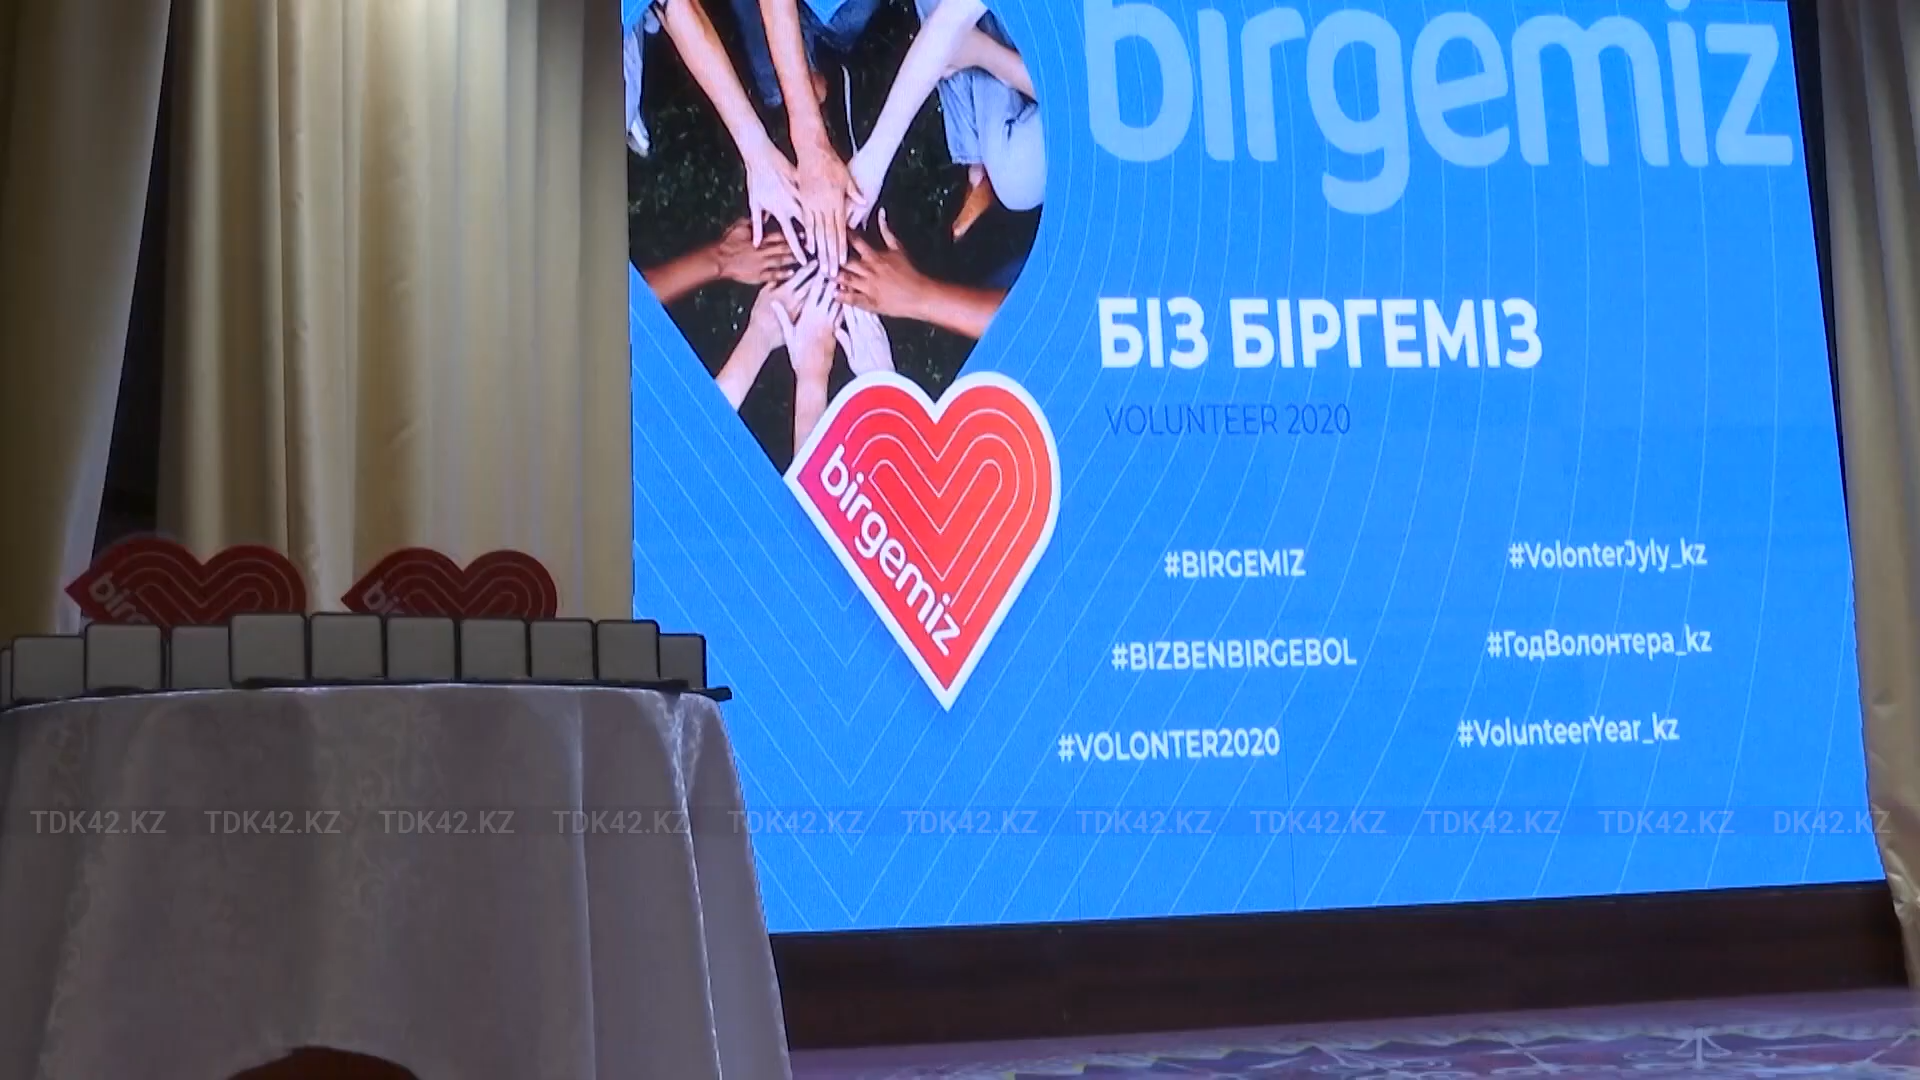 birgemiz
БІЗ БІРГЕМІЗ
VOLUNTEER 2020
birgemiz
#BIRGEMIZ
#VolonterJyly_kz
#BIZBENBIRGEBOL
#ГодВолонтера_kz
#VOLONTER2020
#VolunteerYear_kz
TDK42.KZ TDK42.KZ TDK42.KZ TDK42.KZ TDK42.KZ TDK42.KZ TDK42.KZ TDK42.KZ TDK42.KZ TDK42.KZ DK42.KZ